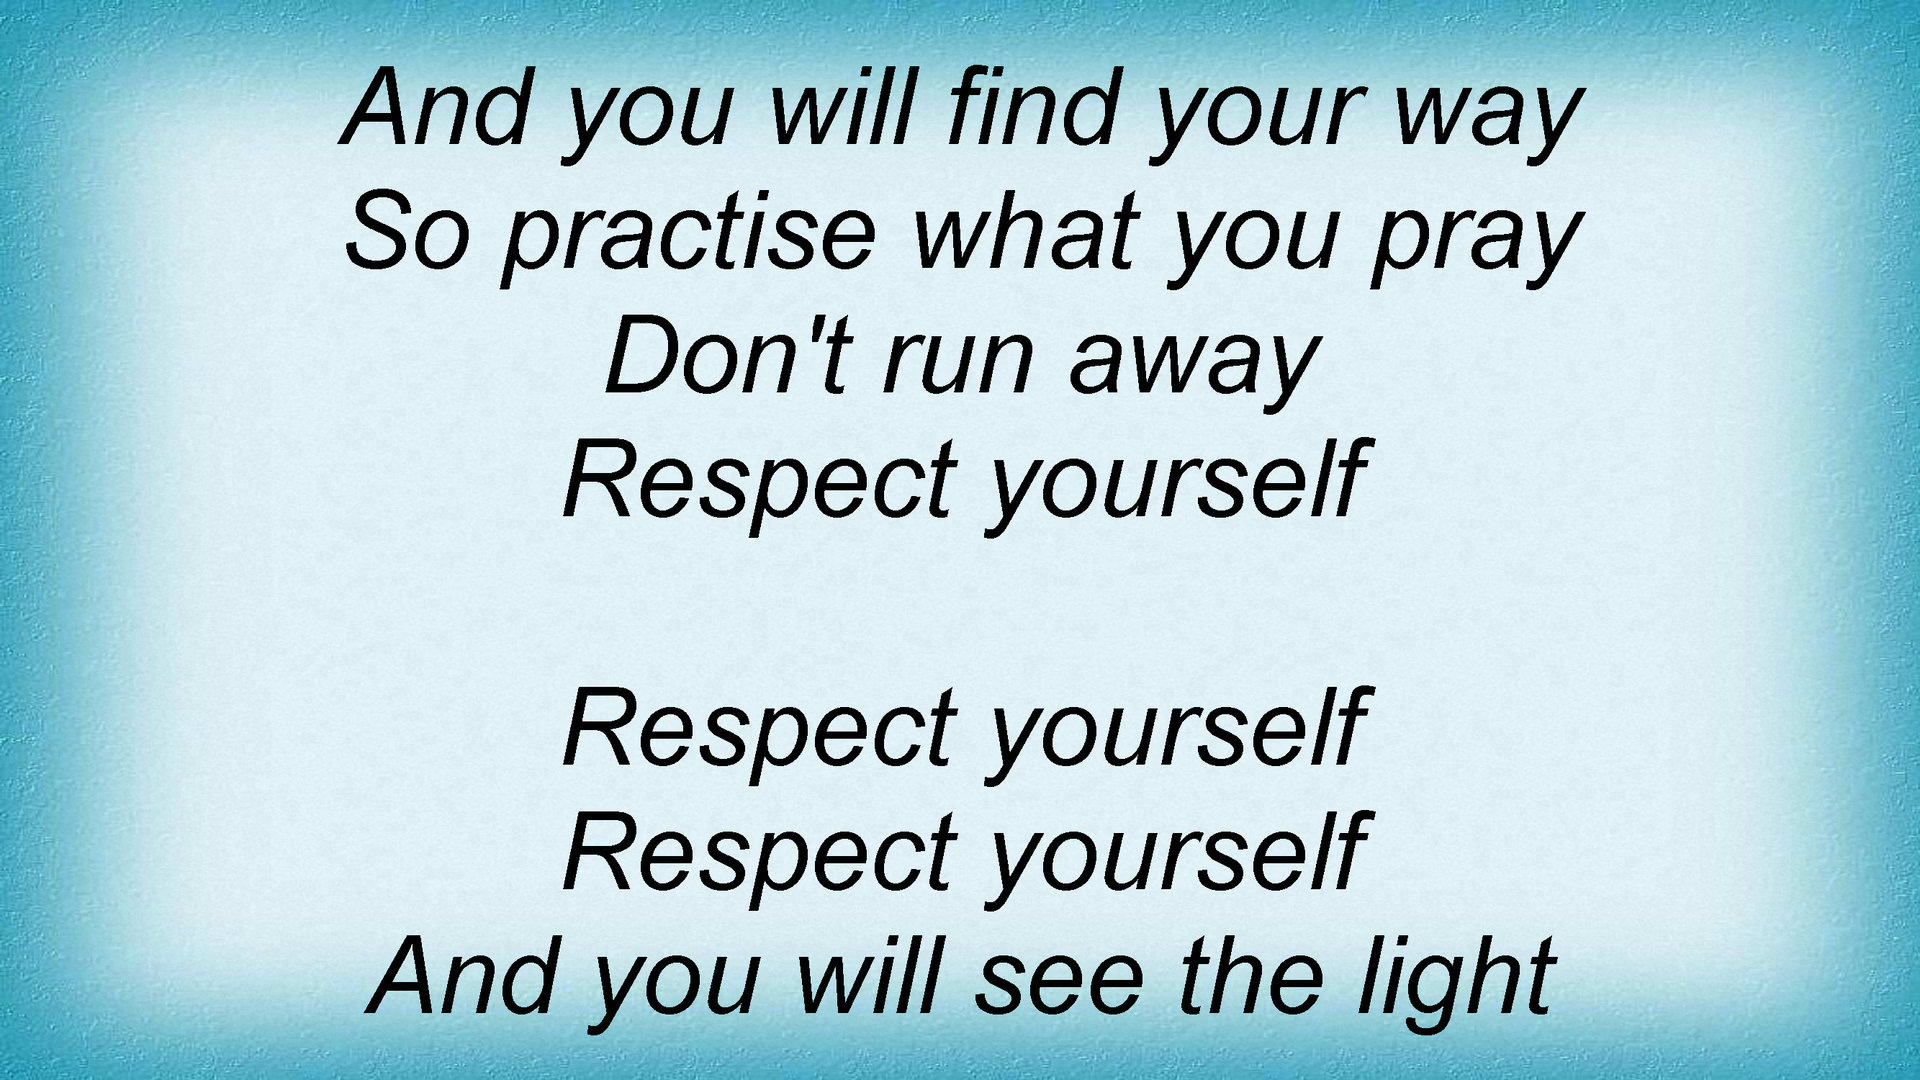 And you will find your way
So practise what you pray
Don't run away
Respect yourself
Respect yourself
Respect yourself
And you will see the light